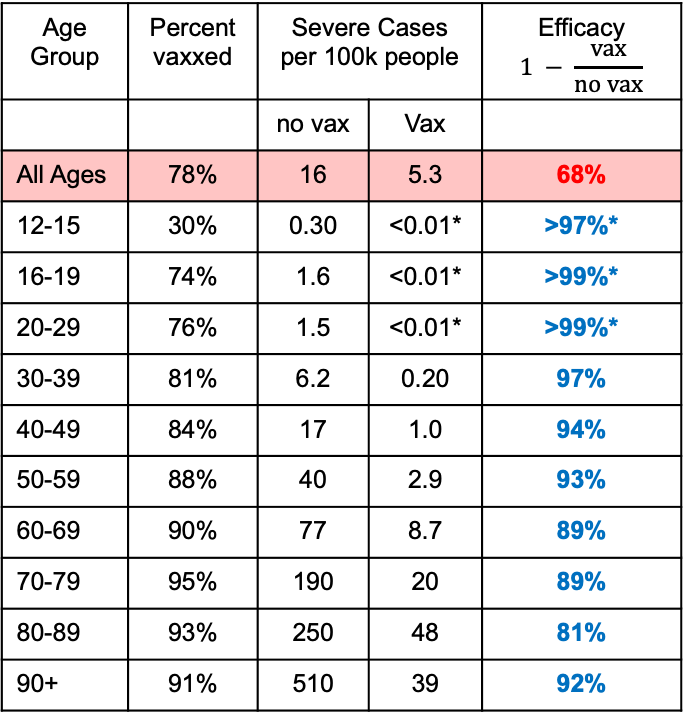 Age Group Percent vaxxed Severe Cases per 100k people Efficacy 1 − vax / no vax
no vax Vax
All Ages 78% 16 5.3 68%
12-15 30% 0.30 <0.01* >97%*
16-19 74% 1.6 <0.01* >99%*
20-29 76% 1.5 <0.01* >99%*
30-39 81% 6.2 0.20 97%
40-49 84% 17 1.0 94%
50-59 88% 40 2.9 93%
60-69 90% 77 8.7 89%
70-79 95% 190 20 89%
80-89 93% 250 48 81%
90+ 91% 510 39 92%